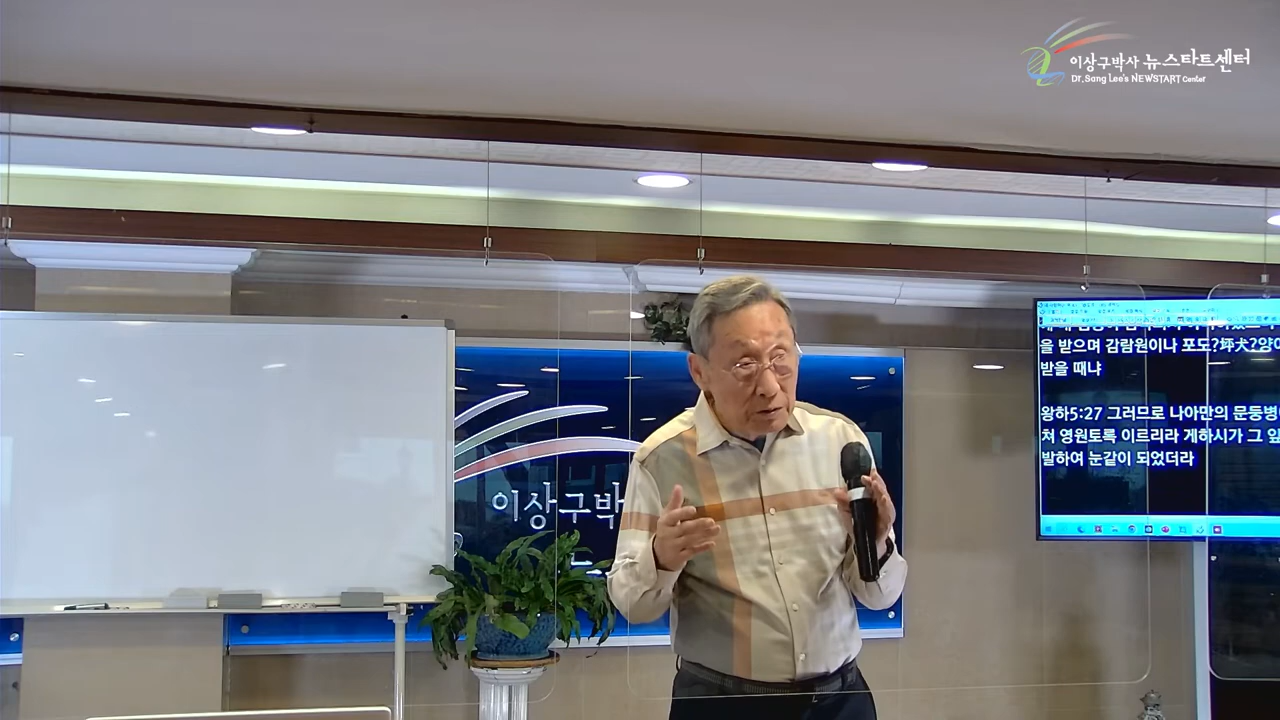 이상구박사 뉴스타트센터
Dr. Sang Lee's NEWSTART Center
을 받으며 감람원이나 포도?坪犬?양이
받을 때냐
왕하5:27 그러므로 나아만의 문둥병이
쳐 영원토록 이르리라 게하시가 그 앞
발하여 눈같이 되었더라
이상구박